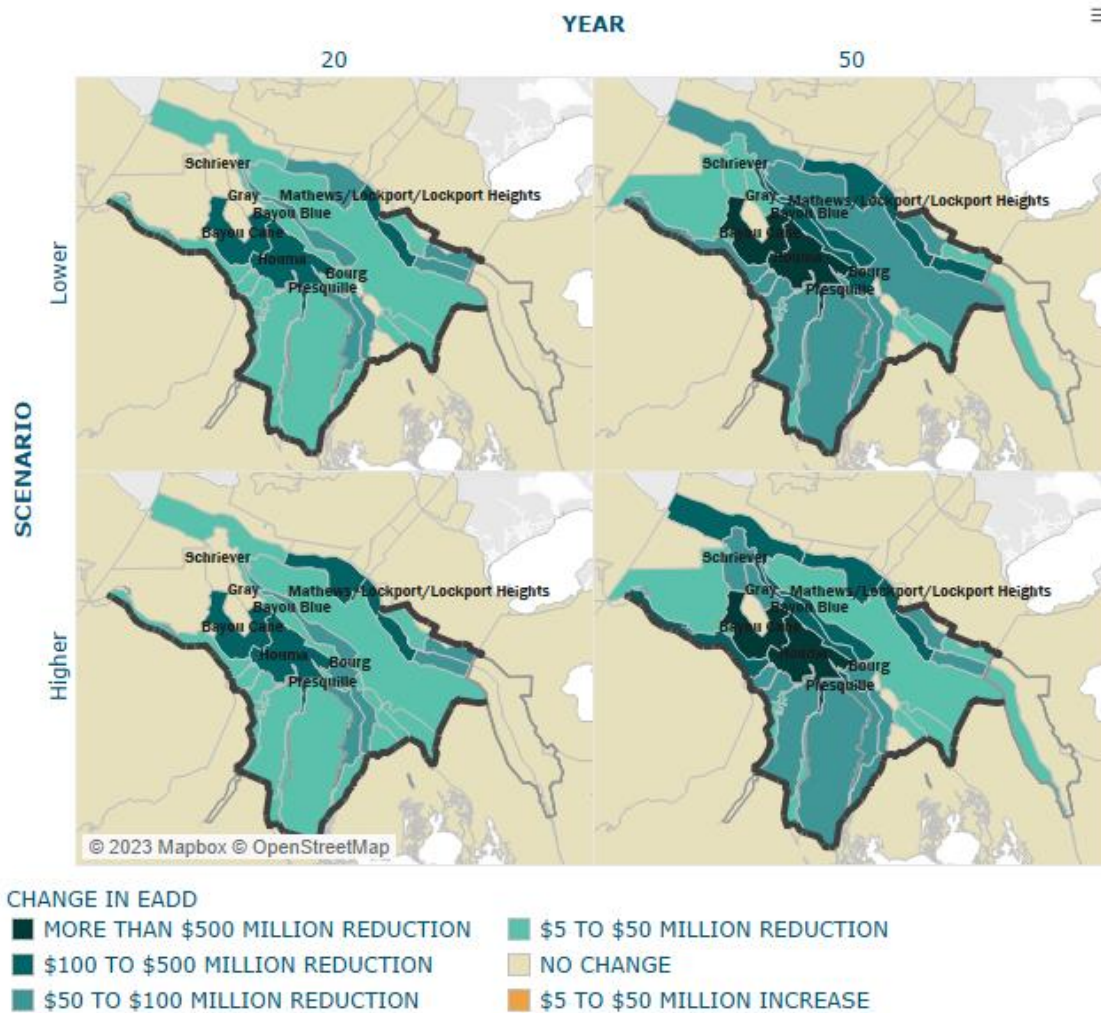 YEAR
20
50
SCENARIO
Lower
Schriever
Gray
Mathews/Lockport/Lockport Heights
Bayou Blue
Bayou Cane
Houma
Bourg
Presquille
Schriever
Gray
Mathews/Lockport/Lockport Heights
Bayou Blue
Bayou Cane
Houma
Bourg
Presquille
Higher
Schriever
Gray
Mathews/Lockport/Lockport Heights
Bayou Blue
Bayou Cane
Houma
Bourg
Presquille
Schriever
Gray
Mathews/Lockport/Lockport Heights
Bayou Blue
Bayou Cane
Houma
Bourg
Presquille
© 2023 Mapbox © OpenStreetMap
CHANGE IN EADD
MORE THAN $500 MILLION REDUCTION
$100 TO $500 MILLION REDUCTION
$50 TO $100 MILLION REDUCTION
$5 TO $50 MILLION REDUCTION
NO CHANGE
$5 TO $50 MILLION INCREASE